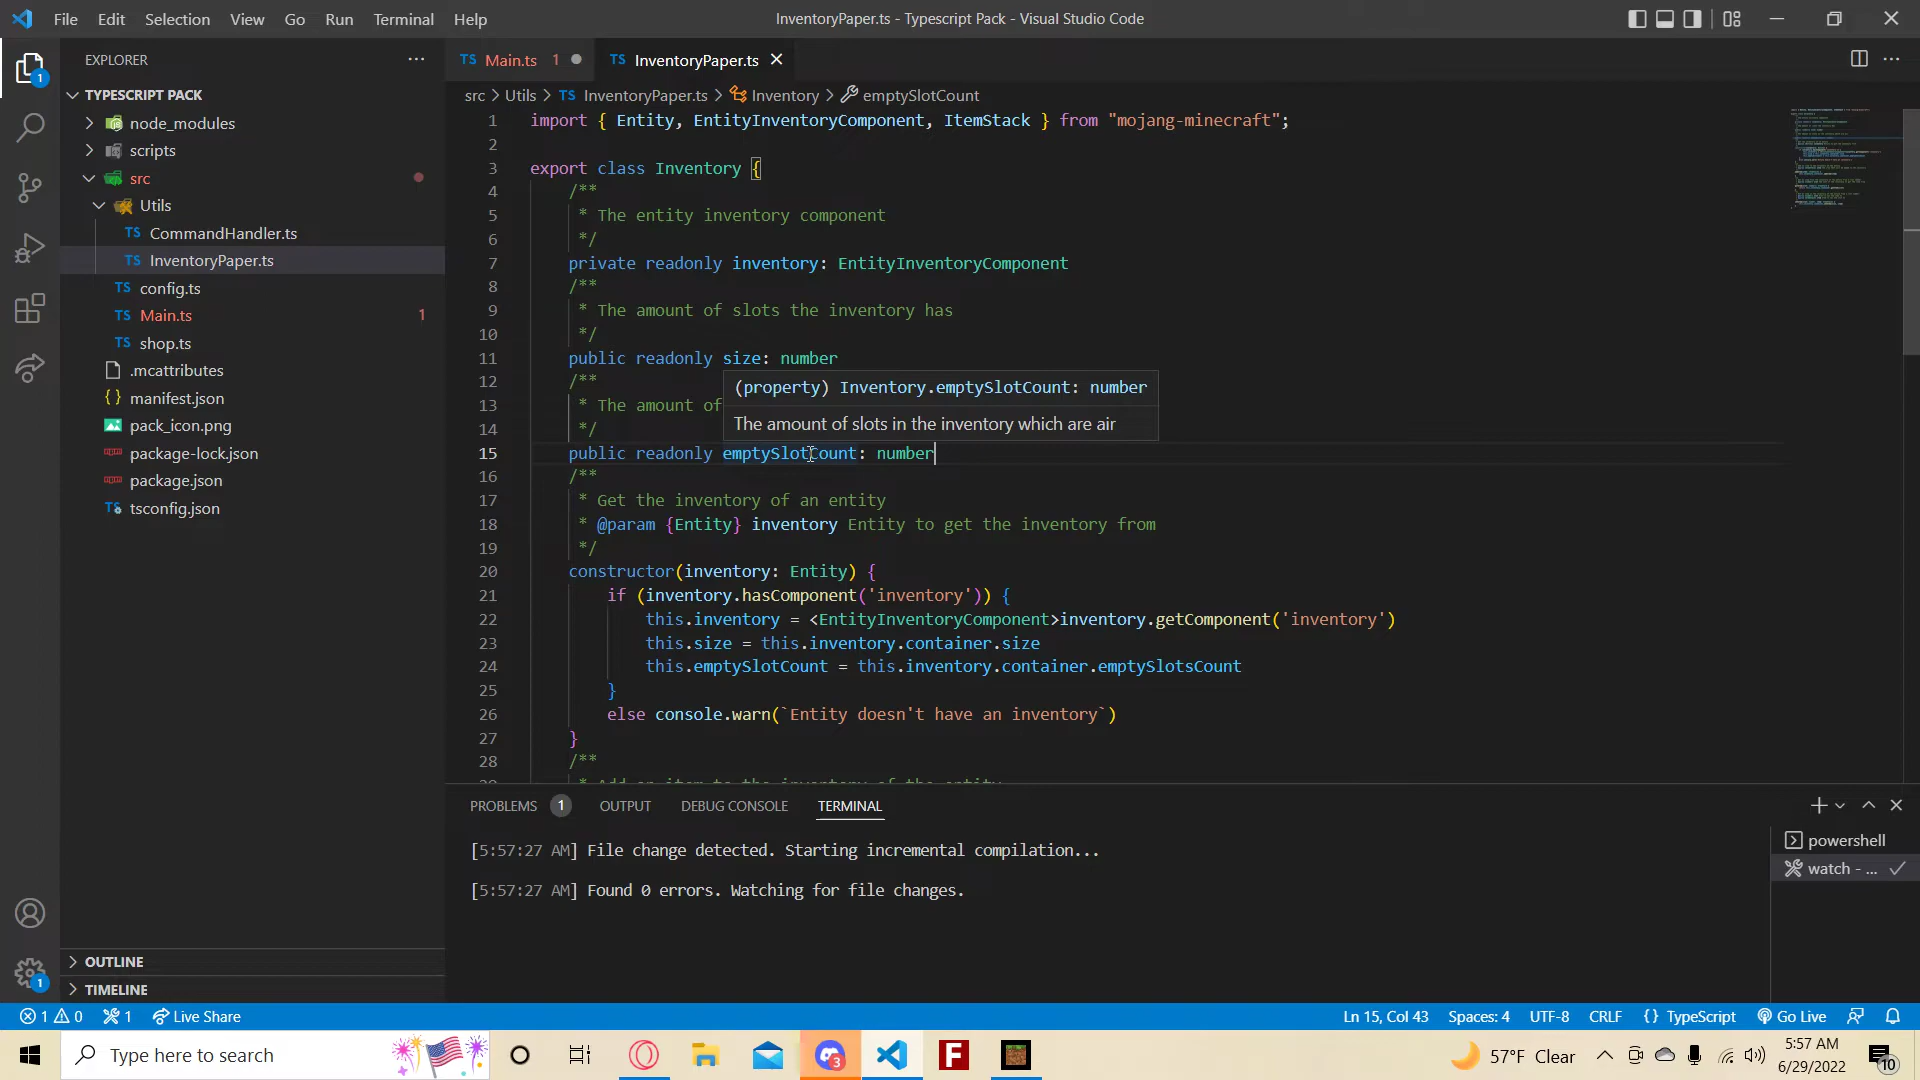 File Edit Selection View Go Run Terminal Help
InventoryPaper.ts - Typescript Pack - Visual Studio Code
EXPLORER
TYPESCRIPT PACK
node_modules
scripts
src
Utils
TS CommandHandler.ts
TS InventoryPaper.ts
TS config.ts
TS Main.ts 1
TS shop.ts
.mcattributes
{} manifest.json
pack_icon.png
package-lock.json
package.json
TS tsconfig.json
OUTLINE
TIMELINE
1
1
TS Main.ts 1
TS InventoryPaper.ts
src > Utils > TS InventoryPaper.ts > Inventory > emptySlotCount
1 import { Entity, EntityInventoryComponent, ItemStack } from "mojang-minecraft";
2
3 export class Inventory {
4 /**
5 * The entity inventory component
6 */
7 private readonly inventory: EntityInventoryComponent
8 /**
9 * The amount of slots the inventory has
10 */
11 public readonly size: number
12 /**
13 * The amount of
14 */
(property) Inventory.emptySlotCount: number
The amount of slots in the inventory which are air
15 public readonly emptySlotCount: number
16 /**
17 * Get the inventory of an entity
18 * @param {Entity} inventory Entity to get the inventory from
19 */
20 constructor(inventory: Entity) {
21 if (inventory.hasComponent('inventory')) {
22 this.inventory = <EntityInventoryComponent>inventory.getComponent('inventory')
23 this.size = this.inventory.container.size
24 this.emptySlotCount = this.inventory.container.emptySlotsCount
25 }
26 else console.warn(`Entity doesn't have an inventory`)
27 }
28 /**
PROBLEMS 1 OUTPUT DEBUG CONSOLE TERMINAL
[5:57:27 AM] File change detected. Starting incremental compilation...
[5:57:27 AM] Found 0 errors. Watching for file changes.
powershell
watch - ...
1 0 1 Live Share
Ln 15, Col 43 Spaces: 4 UTF-8 CRLF {} TypeScript Go Live
Type here to search
3
F
57°F Clear
5:57 AM
6/29/2022
10